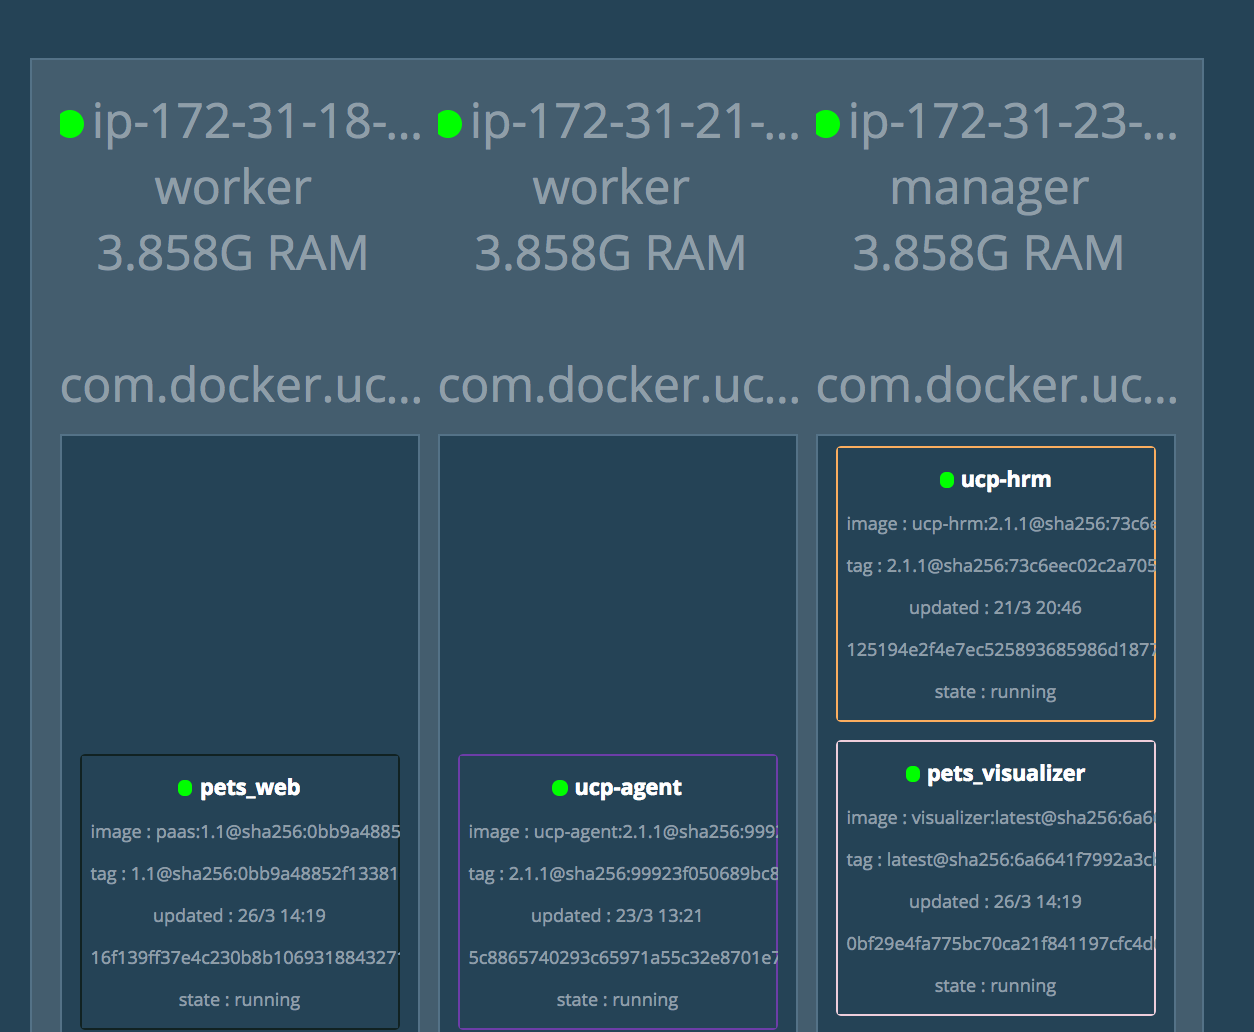 ip-172-31-18-...
worker
3.858G RAM
com.docker.uc...
pets_web
image : paas:1.1@sha256:0bb9a4885
tag : 1.1@sha256:0bb9a48852f13381
updated : 26/3 14:19
16f139ff37e4c230b8b106931884327
state : running
ip-172-31-21-...
worker
3.858G RAM
com.docker.uc...
ucp-agent
image : ucp-agent:2.1.1@sha256:999
tag : 2.1.1@sha256:99923f050689bc8
updated : 23/3 13:21
5c8865740293c65971a55c32e8701e7
state : running
ip-172-31-23-...
manager
3.858G RAM
com.docker.uc...
ucp-hrm
image : ucp-hrm:2.1.1@sha256:73c6e
tag : 2.1.1@sha256:73c6eec02c2a705
updated : 21/3 20:46
125194e2f4e7ec525893685986d1877
state : running
pets_visualizer
image : visualizer:latest@sha256:6a6
tag : latest@sha256:6a6641f7992a3c
updated : 26/3 14:19
0bf29e4fa775bc70ca21f841197cfc4d
state : running